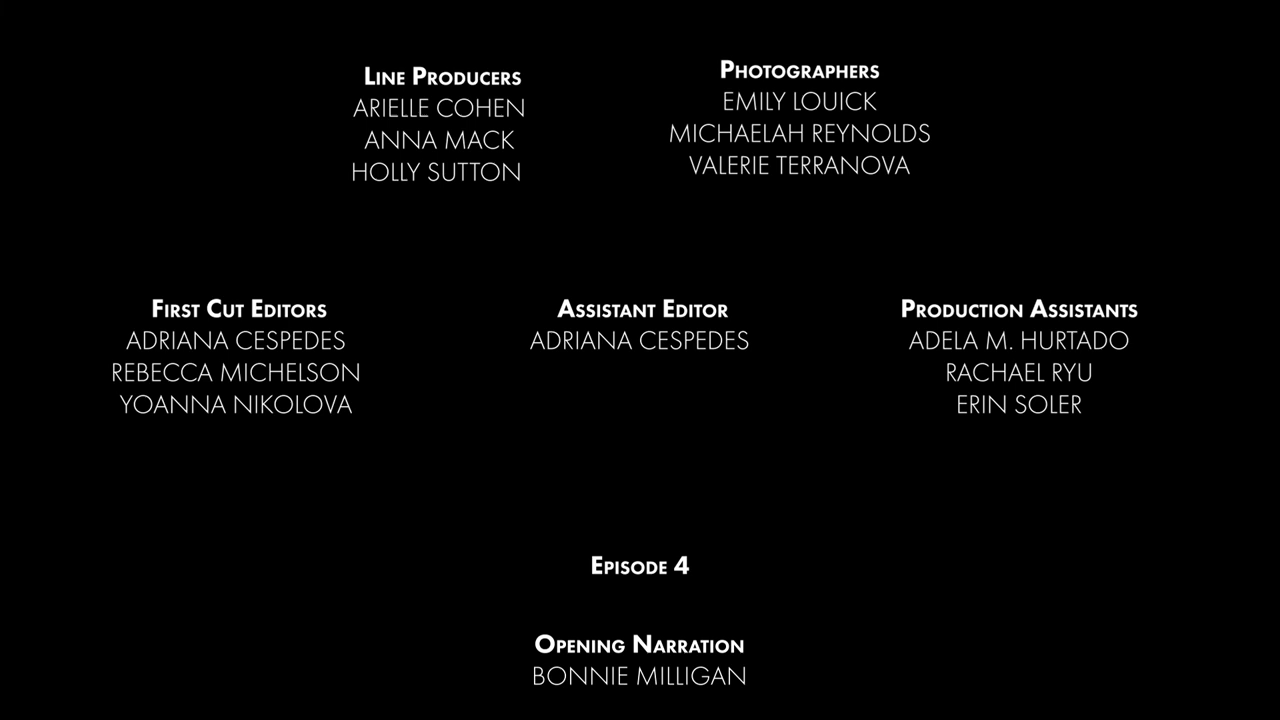 Line Producers
ARIELLE COHEN
ANNA MACK
HOLLY SUTTON
Photographers
EMILY LOUICK
MICHAELAH REYNOLDS
VALERIE TERRANOVA
First Cut Editors
ADRIANA CESPEDES
REBECCA MICHELSON
YOANNA NIKOLOVA
Assistant Editor
ADRIANA CESPEDES
Production Assistants
ADELA M. HURTADO
RACHAEL RYU
ERIN SOLER
Episode 4
Opening Narration
BONNIE MILLIGAN